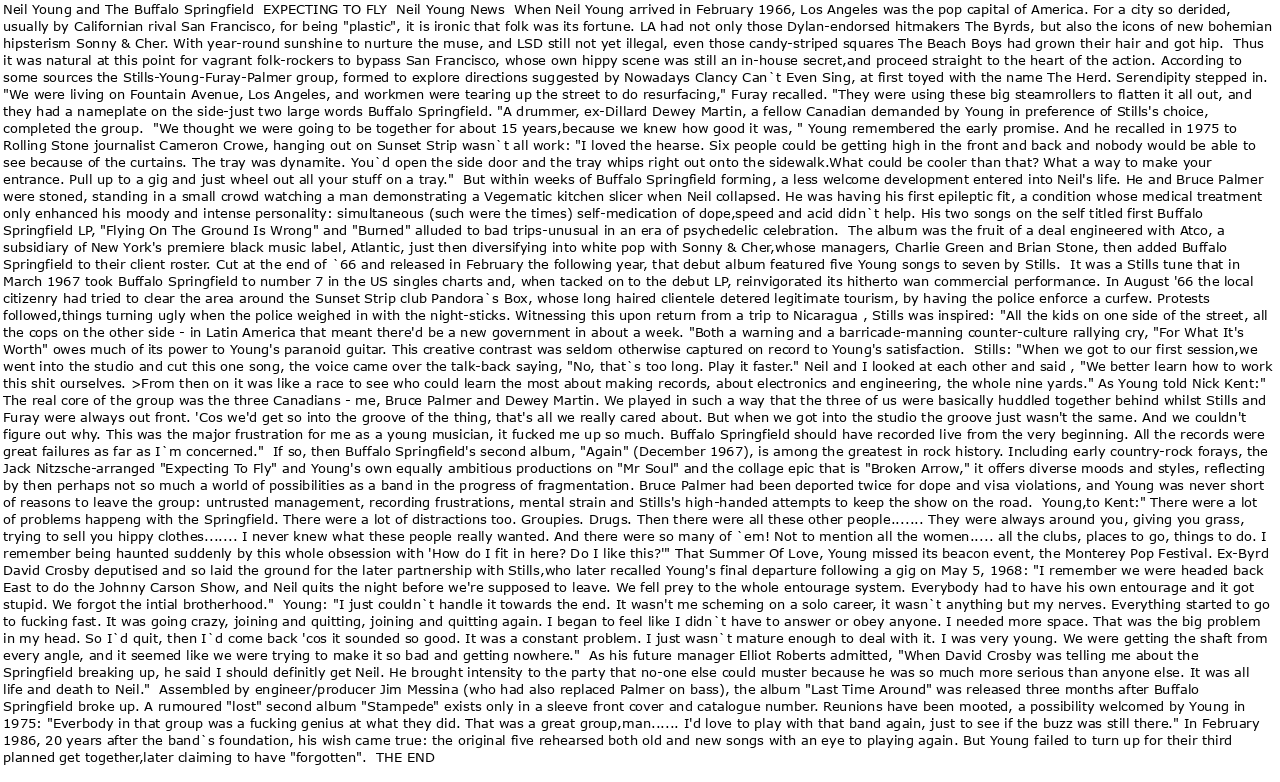 Neil Young and The Buffalo Springfield  EXPECTING TO FLY  Neil Young News  When Neil Young arrived in February 1966, Los Angeles was the pop capital of America. For a city so derided,
usually by Californian rival San Francisco, for being "plastic", it is ironic that folk was its fortune. LA had not only those Dylan-endorsed hitmakers The Byrds, but also the icons of new bohemian
hipsterism Sonny & Cher. With year-round sunshine to nurture the muse, and LSD still not yet illegal, even those candy-striped squares The Beach Boys had grown their hair and got hip.  Thus
it was natural at this point for vagrant folk-rockers to bypass San Francisco, whose own hippy scene was still an in-house secret,and proceed straight to the heart of the action. According to
some sources the Stills-Young-Furay-Palmer group, formed to explore directions suggested by Nowadays Clancy Can`t Even Sing, at first toyed with the name The Herd. Serendipity stepped in.
"We were living on Fountain Avenue, Los Angeles, and workmen were tearing up the street to do resurfacing," Furay recalled. "They were using these big steamrollers to flatten it all out, and
they had a nameplate on the side-just two large words Buffalo Springfield. "A drummer, ex-Dillard Dewey Martin, a fellow Canadian demanded by Young in preference of Stills's choice,
completed the group.  "We thought we were going to be together for about 15 years,because we knew how good it was, " Young remembered the early promise. And he recalled in 1975 to
Rolling Stone journalist Cameron Crowe, hanging out on Sunset Strip wasn`t all work: "I loved the hearse. Six people could be getting high in the front and back and nobody would be able to
see because of the curtains. The tray was dynamite. You`d open the side door and the tray whips right out onto the sidewalk.What could be cooler than that? What a way to make your
entrance. Pull up to a gig and just wheel out all your stuff on a tray."  But within weeks of Buffalo Springfield forming, a less welcome development entered into Neil's life. He and Bruce Palmer
were stoned, standing in a small crowd watching a man demonstrating a Vegematic kitchen slicer when Neil collapsed. He was having his first epileptic fit, a condition whose medical treatment
only enhanced his moody and intense personality: simultaneous (such were the times) self-medication of dope,speed and acid didn`t help. His two songs on the self titled first Buffalo
Springfield LP, "Flying On The Ground Is Wrong" and "Burned" alluded to bad trips-unusual in an era of psychedelic celebration.  The album was the fruit of a deal engineered with Atco, a
subsidiary of New York's premiere black music label, Atlantic, just then diversifying into white pop with Sonny & Cher,whose managers, Charlie Green and Brian Stone, then added Buffalo
Springfield to their client roster. Cut at the end of `66 and released in February the following year, that debut album featured five Young songs to seven by Stills.  It was a Stills tune that in
March 1967 took Buffalo Springfield to number 7 in the US singles charts and, when tacked on to the debut LP, reinvigorated its hitherto wan commercial performance. In August '66 the local
citizenry had tried to clear the area around the Sunset Strip club Pandora`s Box, whose long haired clientele detered legitimate tourism, by having the police enforce a curfew. Protests
followed,things turning ugly when the police weighed in with the night-sticks. Witnessing this upon return from a trip to Nicaragua , Stills was inspired: "All the kids on one side of the street, all
the cops on the other side - in Latin America that meant there'd be a new government in about a week. "Both a warning and a barricade-manning counter-culture rallying cry, "For What It's
Worth" owes much of its power to Young's paranoid guitar. This creative contrast was seldom otherwise captured on record to Young's satisfaction.  Stills: "When we got to our first session,we
went into the studio and cut this one song, the voice came over the talk-back saying, "No, that`s too long. Play it faster." Neil and I looked at each other and said , "We better learn how to work
this shit ourselves. >From then on it was like a race to see who could learn the most about making records, about electronics and engineering, the whole nine yards." As Young told Nick Kent:"
The real core of the group was the three Canadians - me, Bruce Palmer and Dewey Martin. We played in such a way that the three of us were basically huddled together behind whilst Stills and
Furay were always out front. 'Cos we'd get so into the groove of the thing, that's all we really cared about. But when we got into the studio the groove just wasn't the same. And we couldn't
figure out why. This was the major frustration for me as a young musician, it fucked me up so much. Buffalo Springfield should have recorded live from the very beginning. All the records were
great failures as far as I`m concerned."  If so, then Buffalo Springfield's second album, "Again" (December 1967), is among the greatest in rock history. Including early country-rock forays, the
Jack Nitzsche-arranged "Expecting To Fly" and Young's own equally ambitious productions on "Mr Soul" and the collage epic that is "Broken Arrow," it offers diverse moods and styles, reflecting
by then perhaps not so much a world of possibilities as a band in the progress of fragmentation. Bruce Palmer had been deported twice for dope and visa violations, and Young was never short
of reasons to leave the group: untrusted management, recording frustrations, mental strain and Stills's high-handed attempts to keep the show on the road.  Young,to Kent:" There were a lot
of problems happeng with the Springfield. There were a lot of distractions too. Groupies. Drugs. Then there were all these other people....... They were always around you, giving you grass,
trying to sell you hippy clothes....... I never knew what these people really wanted. And there were so many of `em! Not to mention all the women..... all the clubs, places to go, things to do. I
remember being haunted suddenly by this whole obsession with 'How do I fit in here? Do I like this?'" That Summer Of Love, Young missed its beacon event, the Monterey Pop Festival. Ex-Byrd
David Crosby deputised and so laid the ground for the later partnership with Stills,who later recalled Young's final departure following a gig on May 5, 1968: "I remember we were headed back
East to do the Johnny Carson Show, and Neil quits the night before we're supposed to leave. We fell prey to the whole entourage system. Everybody had to have his own entourage and it got
stupid. We forgot the intial brotherhood."  Young: "I just couldn`t handle it towards the end. It wasn't me scheming on a solo career, it wasn`t anything but my nerves. Everything started to go
to fucking fast. It was going crazy, joining and quitting, joining and quitting again. I began to feel like I didn`t have to answer or obey anyone. I needed more space. That was the big problem
in my head. So I`d quit, then I`d come back 'cos it sounded so good. It was a constant problem. I just wasn`t mature enough to deal with it. I was very young. We were getting the shaft from
every angle, and it seemed like we were trying to make it so bad and getting nowhere."  As his future manager Elliot Roberts admitted, "When David Crosby was telling me about the
Springfield breaking up, he said I should definitly get Neil. He brought intensity to the party that no-one else could muster because he was so much more serious than anyone else. It was all
life and death to Neil."  Assembled by engineer/producer Jim Messina (who had also replaced Palmer on bass), the album "Last Time Around" was released three months after Buffalo
Springfield broke up. A rumoured "lost" second album "Stampede" exists only in a sleeve front cover and catalogue number. Reunions have been mooted, a possibility welcomed by Young in
1975: "Everbody in that group was a fucking genius at what they did. That was a great group,man...... I'd love to play with that band again, just to see if the buzz was still there." In February
1986, 20 years after the band`s foundation, his wish came true: the original five rehearsed both old and new songs with an eye to playing again. But Young failed to turn up for their third
planned get together,later claiming to have "forgotten".  THE END